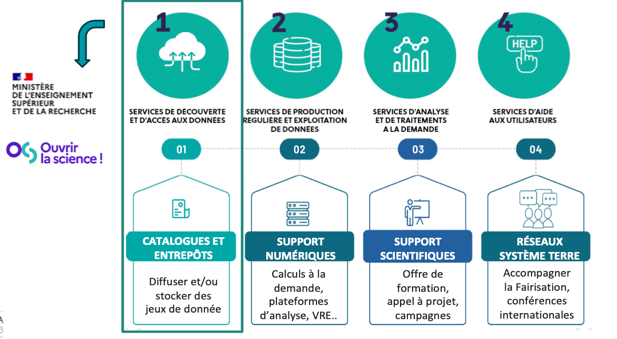 1
2
3
4
HELP
MINISTÈRE
DE L'ENSEIGNEMENT
SUPÉRIEUR
ET DE LA RECHERCHE
Ouvrir
la science !
SERVICES DE DÉCOUVERTE
ET D'ACCÈS AUX DONNÉES
SERVICES DE PRODUCTION
REGULIERE ET EXPLOITATION
DE DONNÉES
SERVICES D'ANALYSE
ET DE TRAITEMENTS
A LA DEMANDE
SERVICES D'AIDE
AUX UTILISATEURS
01
02
03
04
CATALOGUES ET
ENTREPÔTS
Diffuser et/ou
stocker des
jeux de donnée
SUPPORT
NUMÉRIQUES
Calculs à la
demande,
plateformes
d'analyse, VRE..
SUPPORT
SCIENTIFIQUES
Offre de
formation,
appel à projet,
campagnes
RÉSEAUX
SYSTÈME TERRE
Accompagner
la Fairisation,
conférences
internationales